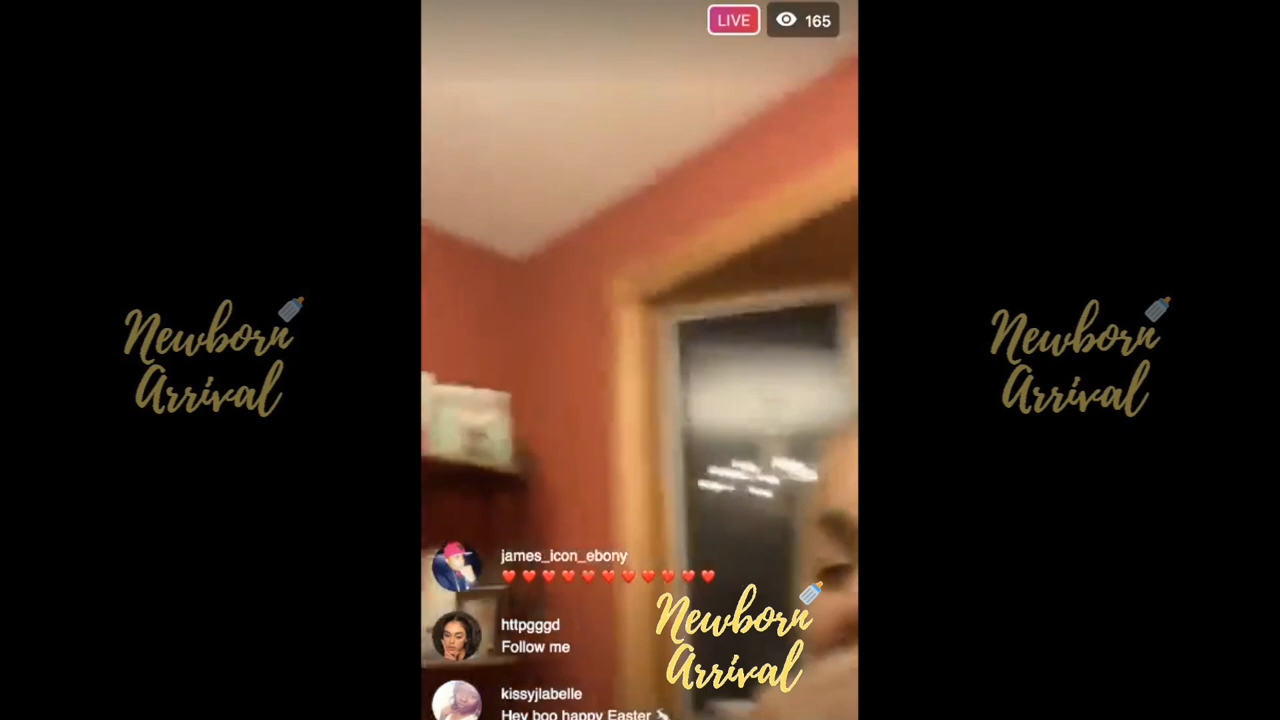 LIVE 165
Newborn
Arrival
Newborn
Arrival
james_icon_ebony
❤️❤️❤️❤️❤️❤️❤️❤️❤️❤️❤️
httpgggd
Follow me
Newborn
Arrival
kissyjlabelle
Hey boo happy Easter